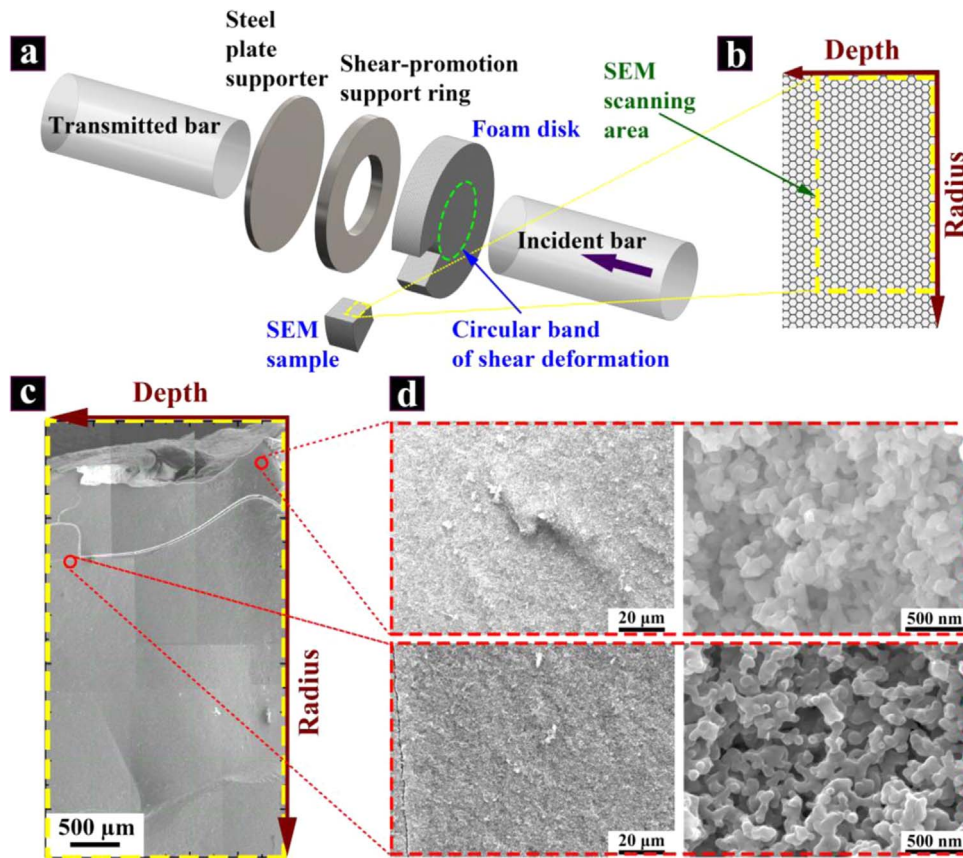 a
Steel
plate
supporter
Shear-promotion
support ring
Transmitted bar
Foam disk
Incident bar
SEM
sample
Circular band
of shear deformation
b
Depth
SEM
scanning
area
Radius
c
Depth
Radius
500 µm
d
20 µm
500 nm
20 µm
500 nm